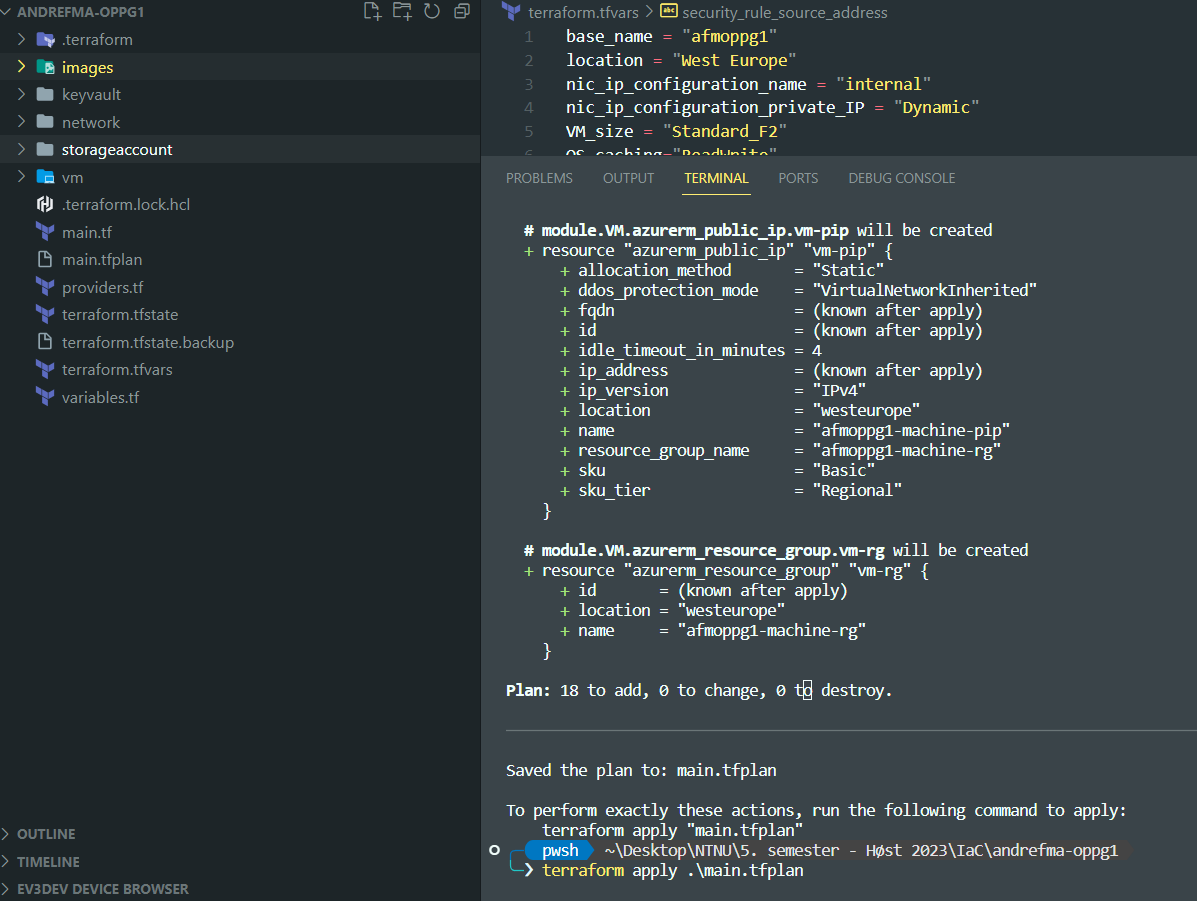 ANDREFMA-OPPG1
.terraform
images
keyvault
network
storageaccount
vm
.terraform.lock.hcl
main.tf
main.tfplan
providers.tf
terraform.tfstate
terraform.tfstate.backup
terraform.tfvars
variables.tf
OUTLINE
TIMELINE
EV3DEV DEVICE BROWSER
terraform.tfvars > abc security_rule_source_address
1 base_name = "afmoppg1"
2 location = "West Europe"
3 nic_ip_configuration_name = "internal"
4 nic_ip_configuration_private_IP = "Dynamic"
5 VM_size = "Standard_F2"
6 OS_caching="ReadWrite"
PROBLEMS OUTPUT TERMINAL PORTS DEBUG CONSOLE
# module.VM.azurerm_public_ip.vm-pip will be created
+ resource "azurerm_public_ip" "vm-pip" {
+ allocation_method = "Static"
+ ddos_protection_mode = "VirtualNetworkInherited"
+ fqdn = (known after apply)
+ id = (known after apply)
+ idle_timeout_in_minutes = 4
+ ip_address = (known after apply)
+ ip_version = "IPv4"
+ location = "westeurope"
+ name = "afmoppg1-machine-pip"
+ resource_group_name = "afmoppg1-machine-rg"
+ sku = "Basic"
+ sku_tier = "Regional"
}
# module.VM.azurerm_resource_group.vm-rg will be created
+ resource "azurerm_resource_group" "vm-rg" {
+ id = (known after apply)
+ location = "westeurope"
+ name = "afmoppg1-machine-rg"
}
Plan: 18 to add, 0 to change, 0 to destroy.
Saved the plan to: main.tfplan
To perform exactly these actions, run the following command to apply:
terraform apply "main.tfplan"
pwsh ~\Desktop\NTNU\5. semester - Høst 2023\IaC\andrefma-oppg1
❯ terraform apply .\main.tfplan